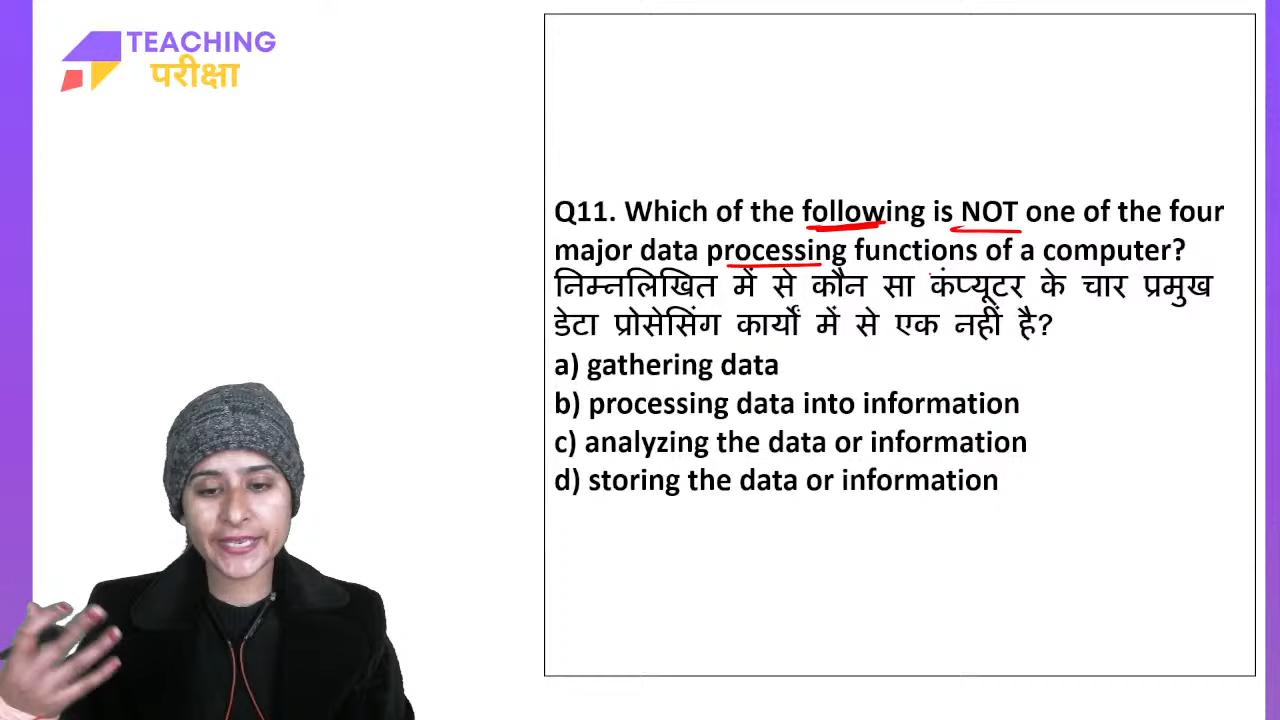 TEACHING
परीक्षा
Q11. Which of the following is NOT one of the four
major data processing functions of a computer?
निम्नलिखित में से कौन सा कंप्यूटर के चार प्रमुख
डेटा प्रोसेसिंग कार्यों में से एक नहीं है?
a) gathering data
b) processing data into information
c) analyzing the data or information
d) storing the data or information